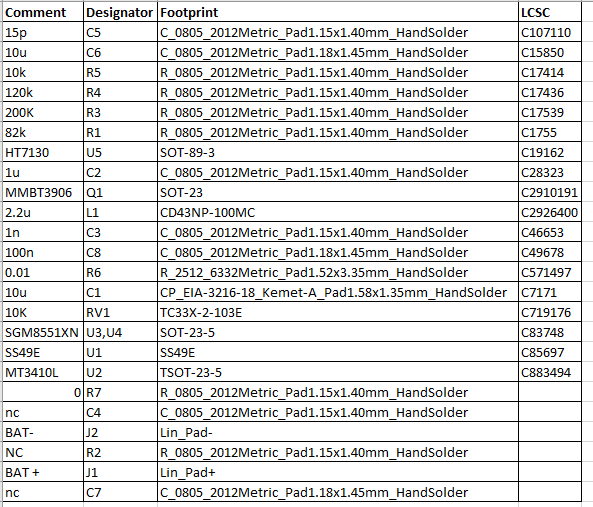 Comment Designator Footprint LCSC
15p C5 C_0805_2012Metric_Pad1.15x1.40mm_HandSolder C107110
10u C6 C_0805_2012Metric_Pad1.18x1.45mm_HandSolder C15850
10k R5 R_0805_2012Metric_Pad1.15x1.40mm_HandSolder C17414
120k R4 R_0805_2012Metric_Pad1.15x1.40mm_HandSolder C17436
200K R3 R_0805_2012Metric_Pad1.15x1.40mm_HandSolder C17539
82k R1 R_0805_2012Metric_Pad1.15x1.40mm_HandSolder C1755
HT7130 U5 SOT-89-3 C19162
1u C2 C_0805_2012Metric_Pad1.15x1.40mm_HandSolder C28323
MMBT3906 Q1 SOT-23 C2910191
2.2u L1 CD43NP-100MC C2926400
1n C3 C_0805_2012Metric_Pad1.15x1.40mm_HandSolder C46653
100n C8 C_0805_2012Metric_Pad1.18x1.45mm_HandSolder C49678
0.01 R6 R_2512_6332Metric_Pad1.52x3.35mm_HandSolder C571497
10u C1 CP_EIA-3216-18_Kemet-A_Pad1.58x1.35mm_HandSolder C7171
10K RV1 TC33X-2-103E C719176
SGM8551XN U3,U4 SOT-23-5 C83748
SS49E U1 SS49E C85697
MT3410L U2 TSOT-23-5 C883494
0 R7 R_0805_2012Metric_Pad1.15x1.40mm_HandSolder
nc C4 C_0805_2012Metric_Pad1.15x1.40mm_HandSolder
BAT- J2 Lin_Pad-
NC R2 R_0805_2012Metric_Pad1.15x1.40mm_HandSolder
BAT + J1 Lin_Pad+
nc C7 C_0805_2012Metric_Pad1.18x1.45mm_HandSolder